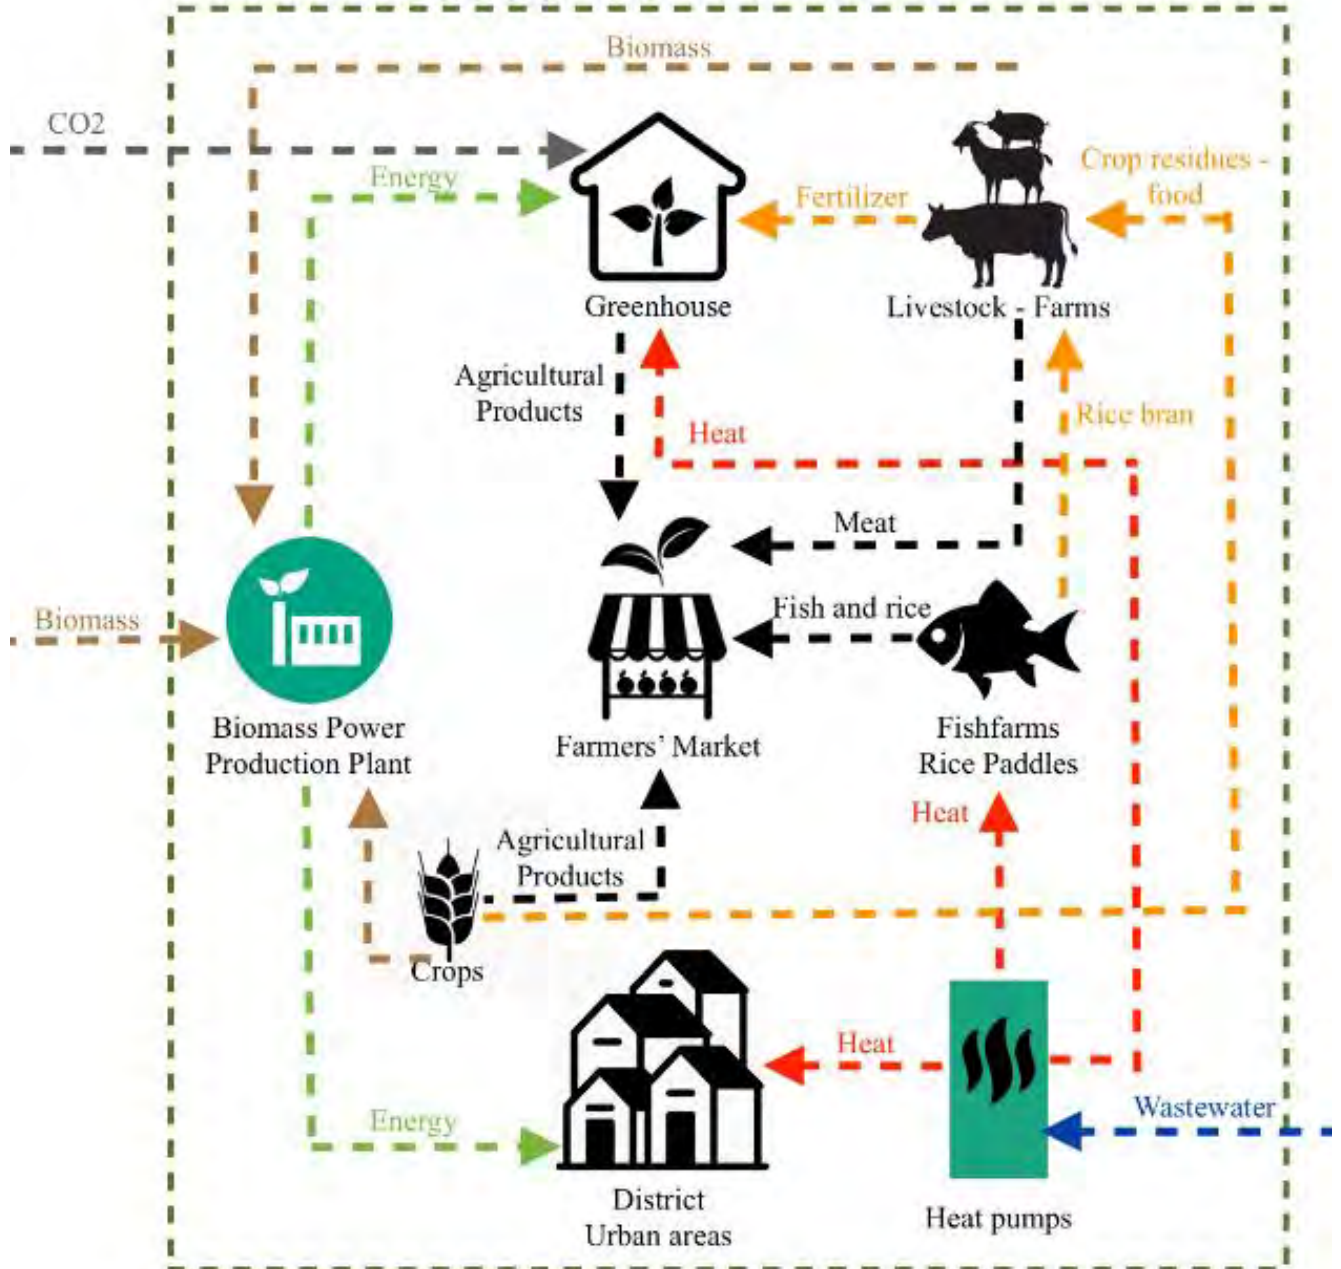 Biomass
CO2
Energy
Fertilizer
Crop residues -
food
Greenhouse
Livestock - Farms
Agricultural
Products
Heat
Rice bran
Meat
Biomass
Fish and rice
Biomass Power
Production Plant
Farmers' Market
Fishfarms
Rice Paddles
Heat
Agricultural
Products
Crops
Heat
Energy
Wastewater
District
Urban areas
Heat pumps